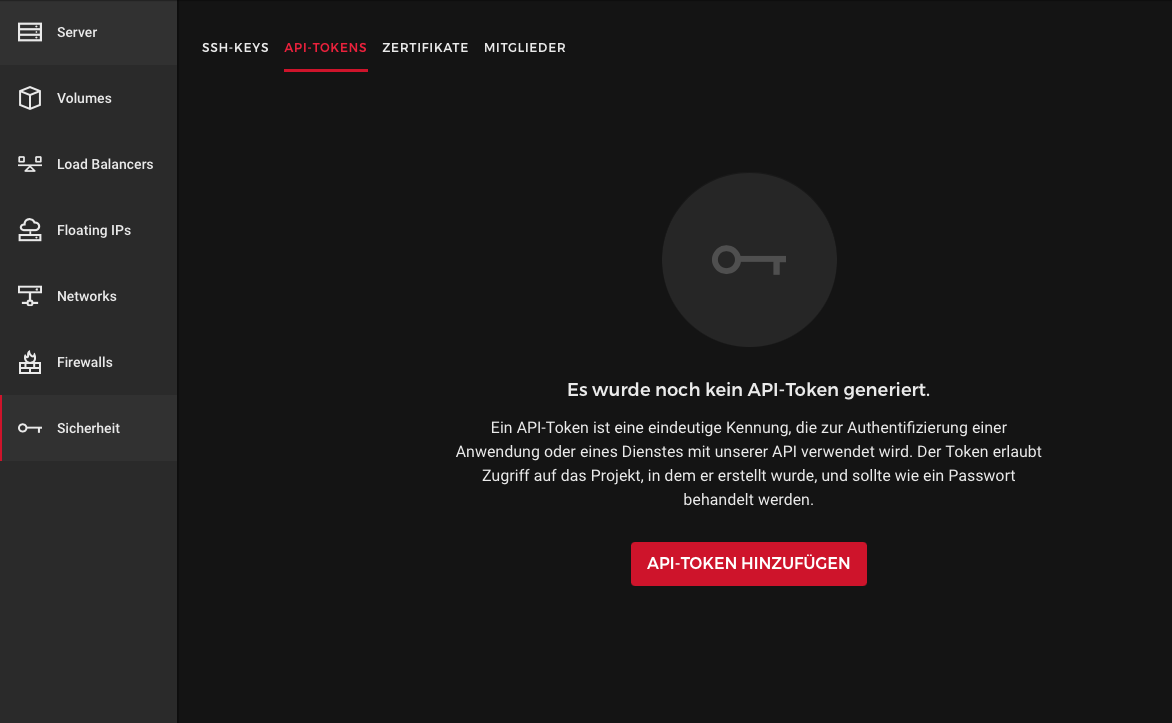 Server
Volumes
Load Balancers
Floating IPs
Networks
Firewalls
Sicherheit
SSH-KEYS API-TOKENS ZERTIFIKATE MITGLIEDER
Es wurde noch kein API-Token generiert.
Ein API-Token ist eine eindeutige Kennung, die zur Authentifizierung einer
Anwendung oder eines Dienstes mit unserer API verwendet wird. Der Token erlaubt
Zugriff auf das Projekt, in dem er erstellt wurde, und sollte wie ein Passwort
behandelt werden.
API-TOKEN HINZUFÜGEN